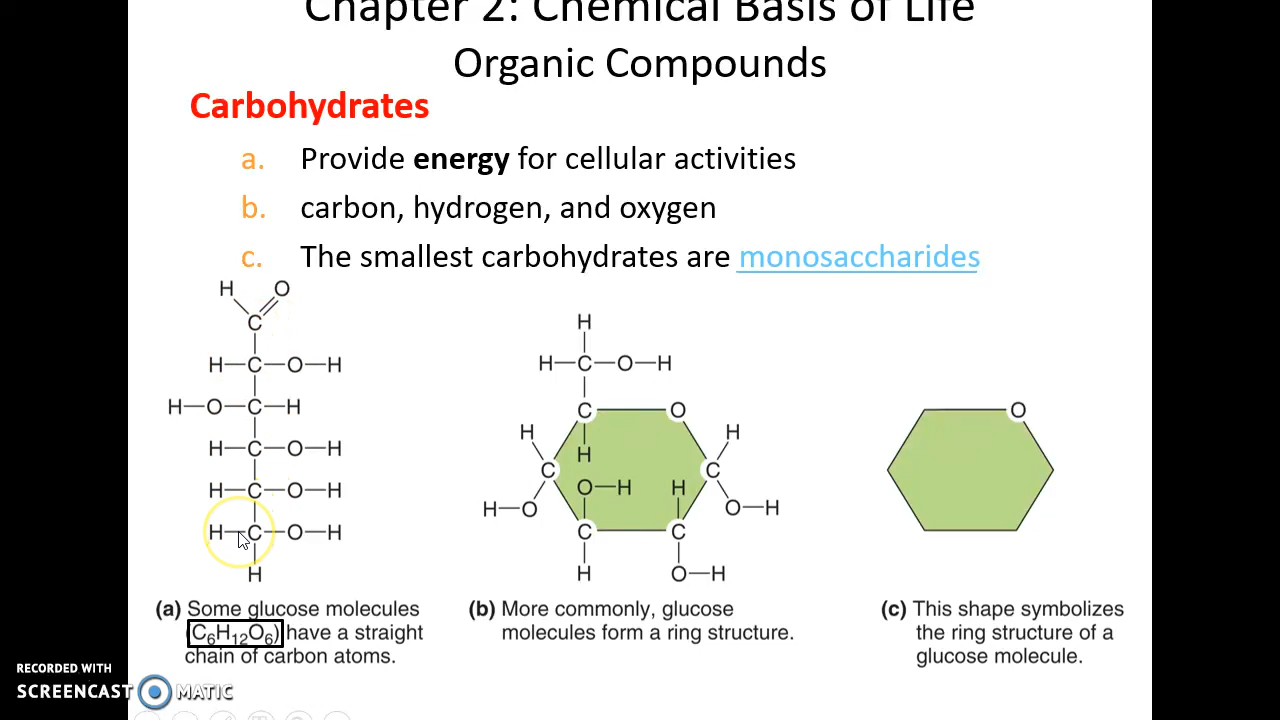 Chapter 2: Chemical Basis of Life
Organic Compounds
Carbohydrates
a. Provide energy for cellular activities
b. carbon, hydrogen, and oxygen
c. The smallest carbohydrates are monosaccharides
H O
C
H—C—O—H
H—O—C—H
H—C—O—H
H—C—O—H
H—C—O—H
H
(a) Some glucose molecules
(C₆H₁₂O₆) have a straight
chain of carbon atoms.
H
H—C—O—H
C O
H H
H
C C
O—H H
H—O O—H
C C
H O—H
(b) More commonly, glucose
molecules form a ring structure.
O
(c) This shape symbolizes
the ring structure of a
glucose molecule.
RECORDED WITH
SCREENCAST MATIC